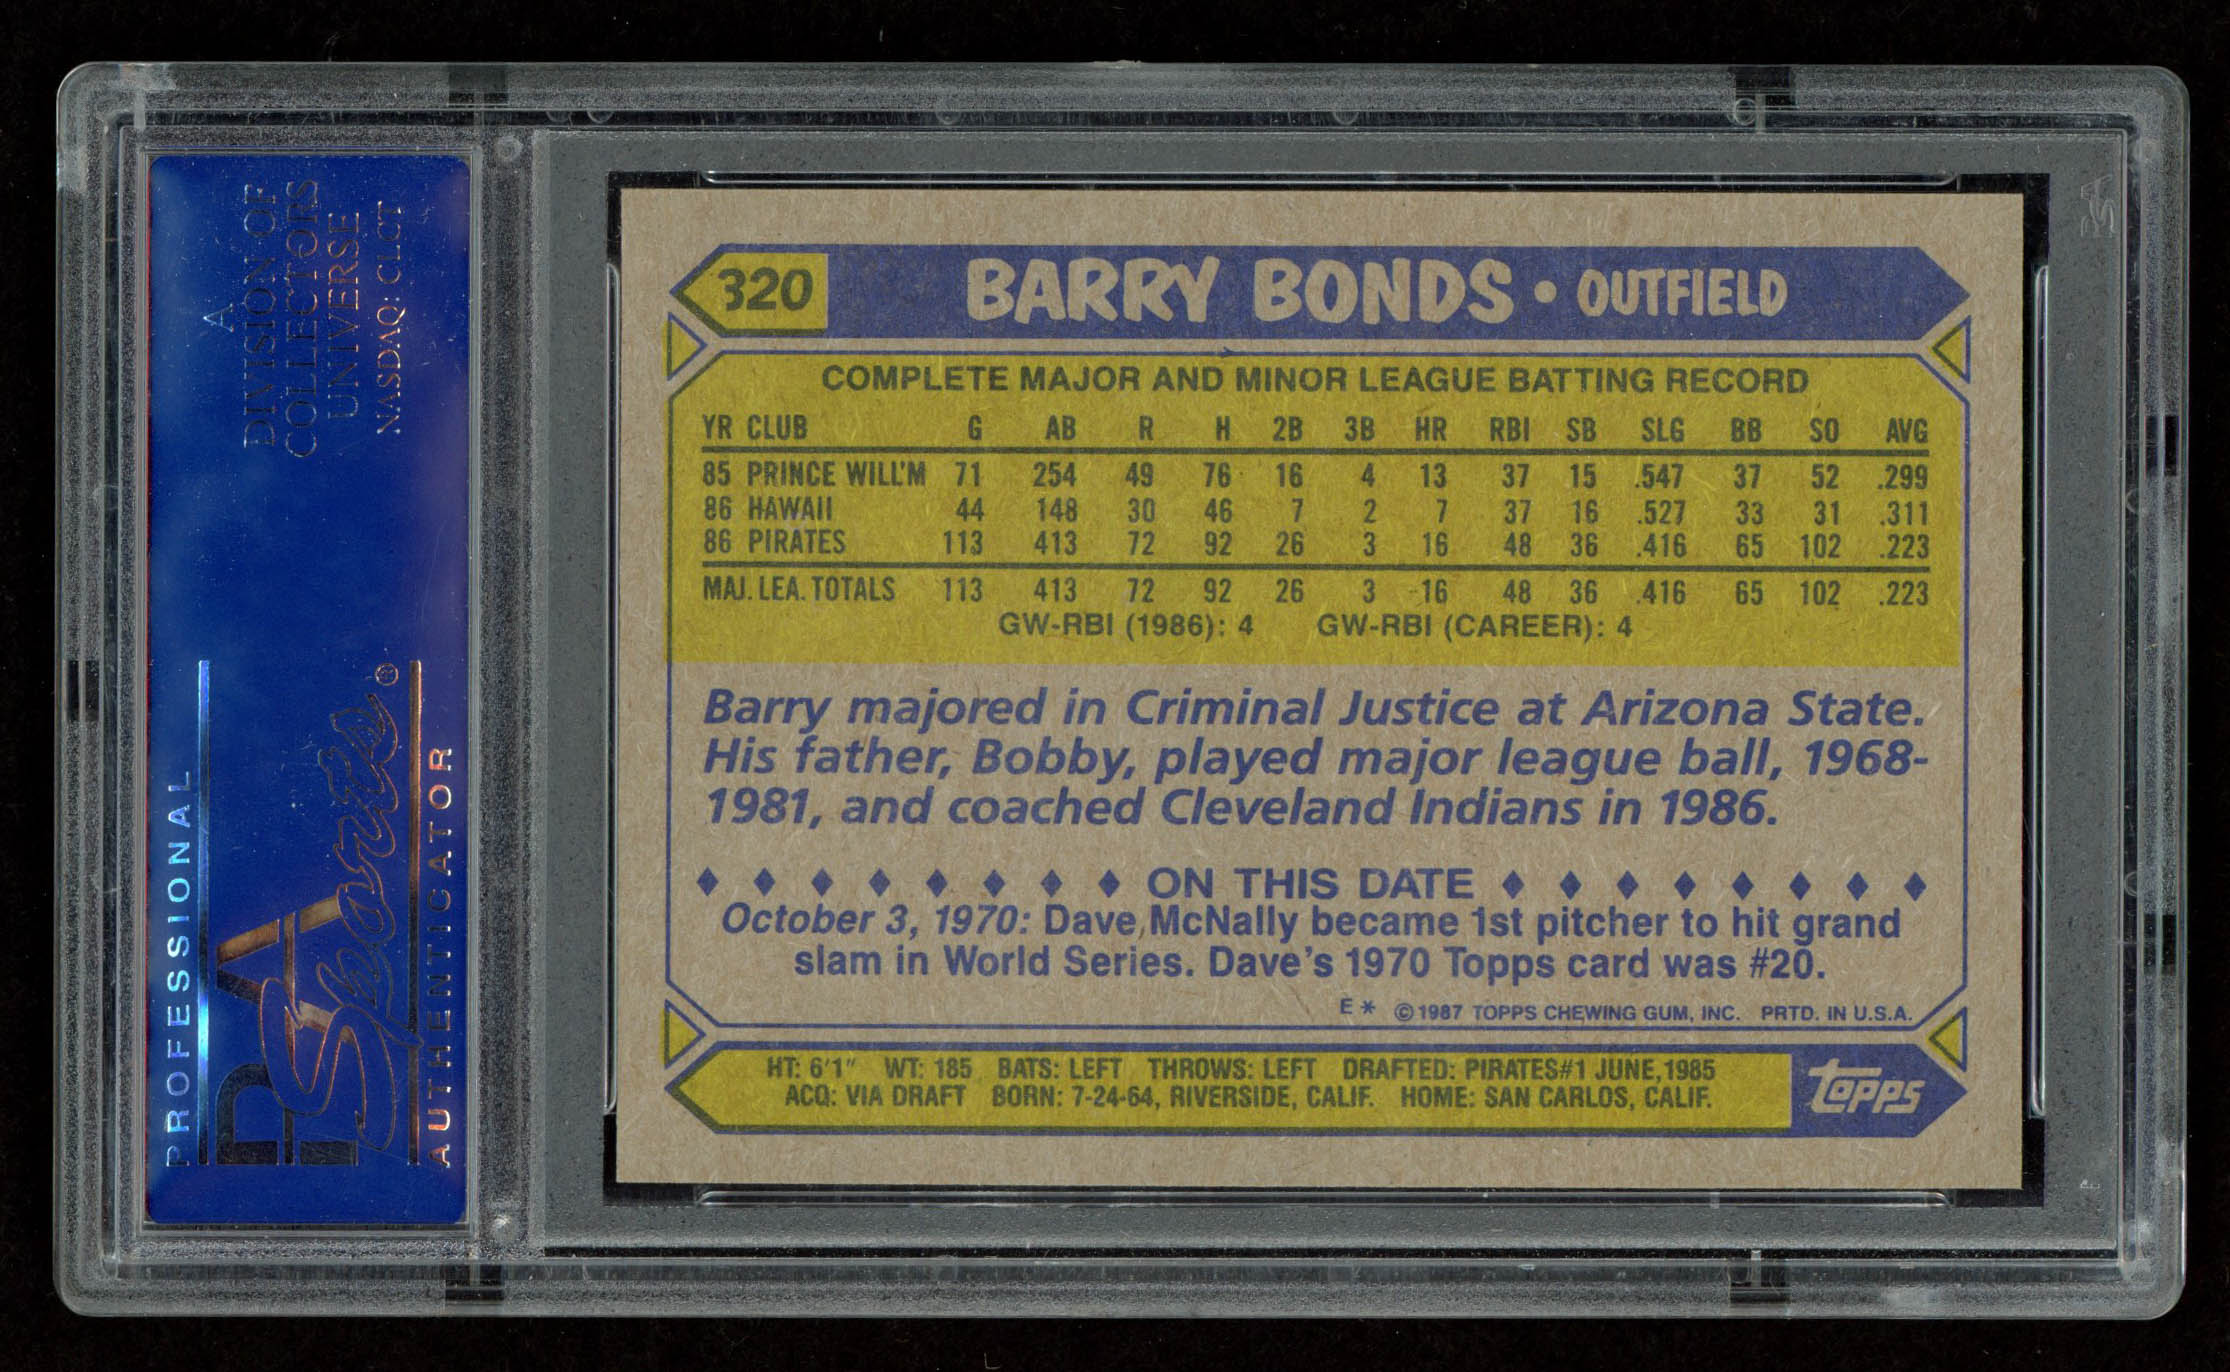 A
DIVISION OF
COLLECTORS
UNIVERSE
NASDAQ: CLCT
PROFESSIONAL
PSA
Sports®
AUTHENTICATOR
PSA
320 BARRY BONDS • OUTFIELD
COMPLETE MAJOR AND MINOR LEAGUE BATTING RECORD
YR CLUB G AB R H 2B 3B HR RBI SB SLG BB SO AVG
85 PRINCE WILL'M 71 254 49 76 16 4 13 37 15 .547 37 52 .299
86 HAWAII 44 148 30 46 7 2 7 37 16 .527 33 31 .311
86 PIRATES 113 413 72 92 26 3 16 48 36 .416 65 102 .223
MAJ. LEA. TOTALS 113 413 72 92 26 3 16 48 36 .416 65 102 .223
GW-RBI (1986): 4 GW-RBI (CAREER): 4
Barry majored in Criminal Justice at Arizona State.
His father, Bobby, played major league ball, 1968-
1981, and coached Cleveland Indians in 1986.
♦ ♦ ♦ ♦ ♦ ♦ ♦ ♦ ON THIS DATE ♦ ♦ ♦ ♦ ♦ ♦ ♦ ♦
October 3, 1970: Dave McNally became 1st pitcher to hit grand
slam in World Series. Dave's 1970 Topps card was #20.
E* ©1987 TOPPS CHEWING GUM, INC. PRTD. IN U.S.A.
HT: 6'1" WT: 185 BATS: LEFT THROWS: LEFT DRAFTED: PIRATES#1 JUNE, 1985
ACQ: VIA DRAFT BORN: 7-24-64, RIVERSIDE, CALIF. HOME: SAN CARLOS, CALIF.
topps